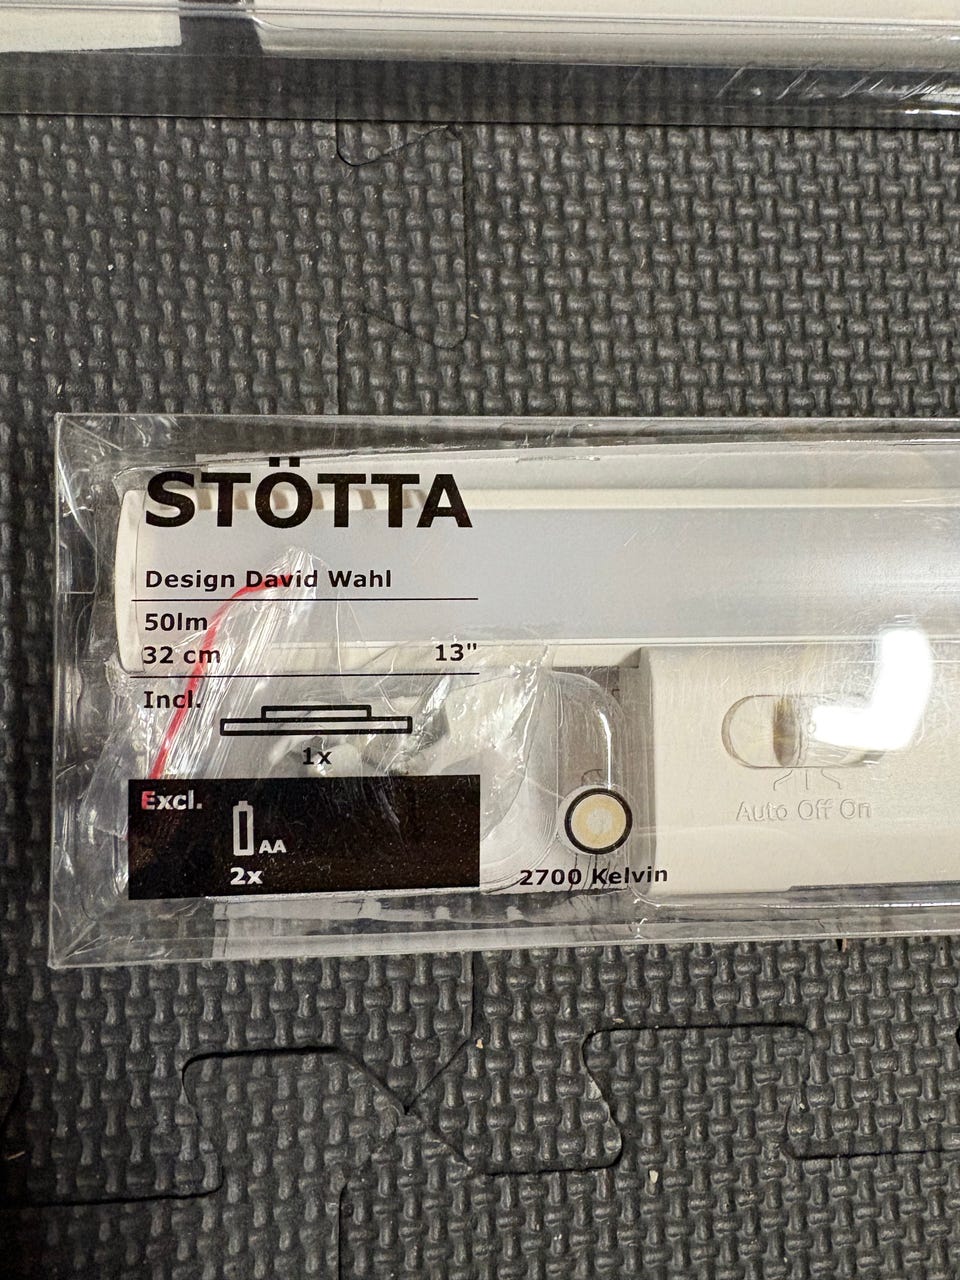 STÖTTA
Design David Wahl
50lm
32 cm 13"
Incl.
1x
Excl.
AA
2x
2700 Kelvin
Auto Off On